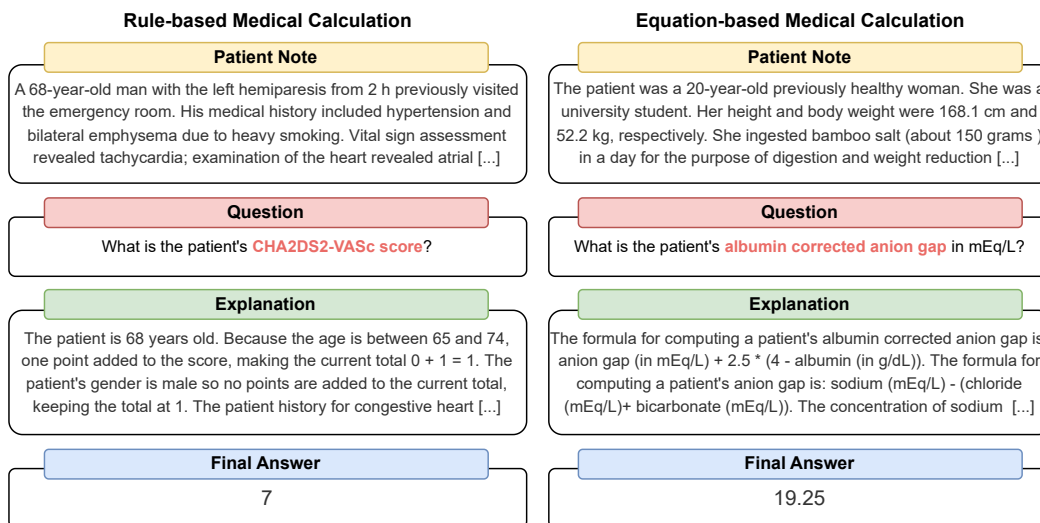 Rule-based Medical Calculation
Patient Note
A 68-year-old man with the left hemiparesis from 2 h previously visited
the emergency room. His medical history included hypertension and
bilateral emphysema due to heavy smoking. Vital sign assessment
revealed tachycardia; examination of the heart revealed atrial [...]
Question
What is the patient's CHA2DS2-VASc score?
Explanation
The patient is 68 years old. Because the age is between 65 and 74,
one point added to the score, making the current total 0 + 1 = 1. The
patient's gender is male so no points are added to the current total,
keeping the total at 1. The patient history for congestive heart [...]
Final Answer
7
Equation-based Medical Calculation
Patient Note
The patient was a 20-year-old previously healthy woman. She was a
university student. Her height and body weight were 168.1 cm and
52.2 kg, respectively. She ingested bamboo salt (about 150 grams )
in a day for the purpose of digestion and weight reduction [...]
Question
What is the patient's albumin corrected anion gap in mEq/L?
Explanation
The formula for computing a patient's albumin corrected anion gap is
anion gap (in mEq/L) + 2.5 * (4 - albumin (in g/dL)). The formula for
computing a patient's anion gap is: sodium (mEq/L) - (chloride
(mEq/L)+ bicarbonate (mEq/L)). The concentration of sodium [...]
Final Answer
19.25